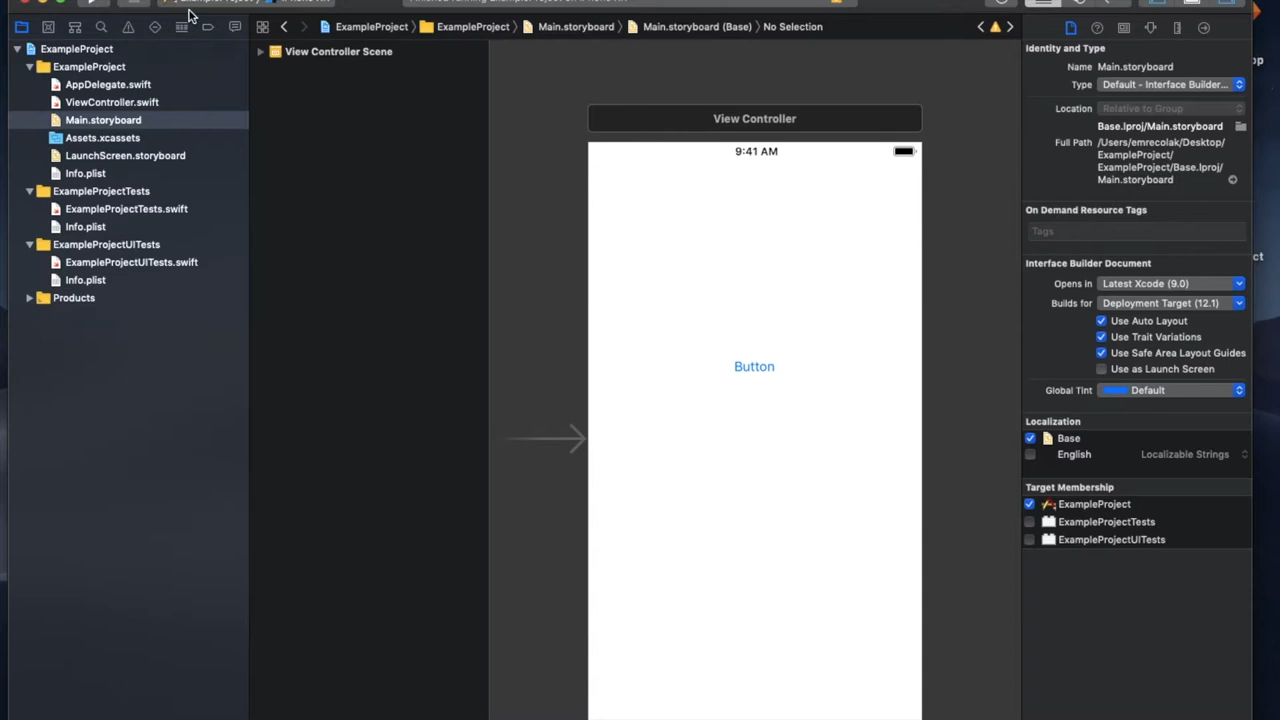 ExampleProject
ExampleProject
Main.storyboard
Main.storyboard (Base)
No Selection
ExampleProject
ExampleProject
AppDelegate.swift
ViewController.swift
Main.storyboard
Assets.xcassets
LaunchScreen.storyboard
Info.plist
ExampleProjectTests
ExampleProjectTests.swift
Info.plist
ExampleProjectUITests
ExampleProjectUITests.swift
Info.plist
Products
View Controller Scene
View Controller
9:41 AM
Button
Identity and Type
Name Main.storyboard
Type Default - Interface Builder...
Location Relative to Group
Base.lproj/Main.storyboard
Full Path /Users/emrecolak/Desktop/
ExampleProject/
ExampleProject/Base.lproj/
Main.storyboard
On Demand Resource Tags
Tags
Interface Builder Document
Opens in Latest Xcode (9.0)
Builds for Deployment Target (12.1)
Use Auto Layout
Use Trait Variations
Use Safe Area Layout Guides
Use as Launch Screen
Global Tint Default
Localization
Base
English Localizable Strings
Target Membership
ExampleProject
ExampleProjectTests
ExampleProjectUITests